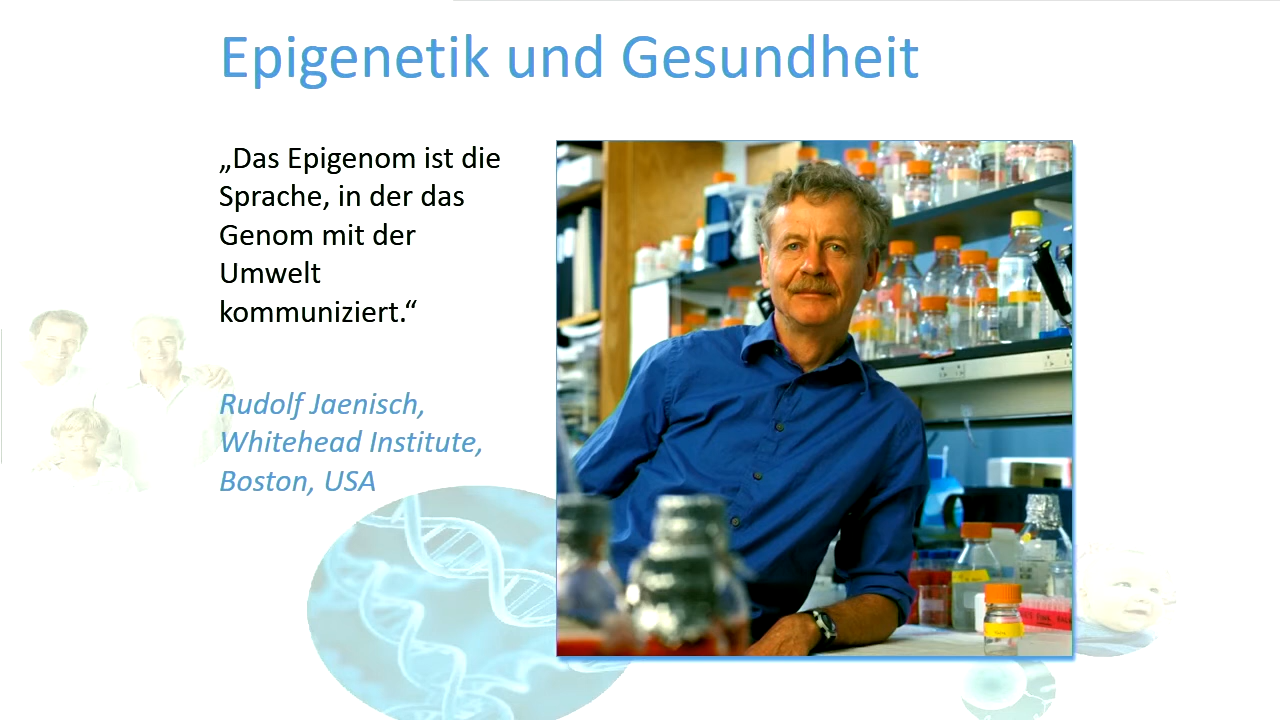 Epigenetik und Gesundheit
„Das Epigenom ist die
Sprache, in der das
Genom mit der
Umwelt
kommuniziert.“
Rudolf Jaenisch,
Whitehead Institute,
Boston, USA